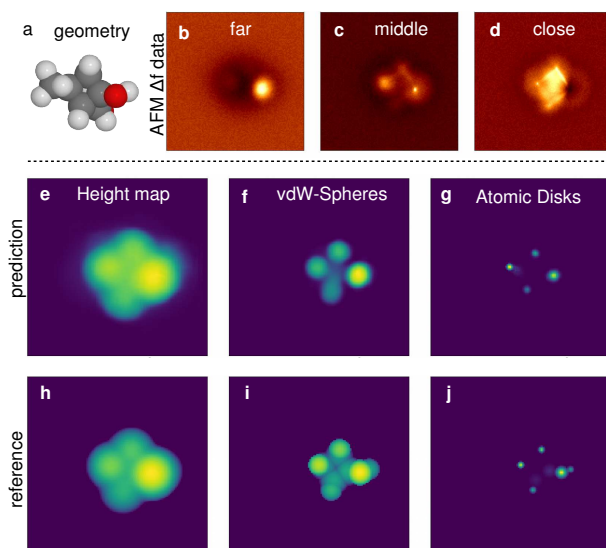 a geometry
b far
c middle
d close
AFM Δf data
e Height map
f vdW-Spheres
g Atomic Disks
prediction
h
i
j
reference